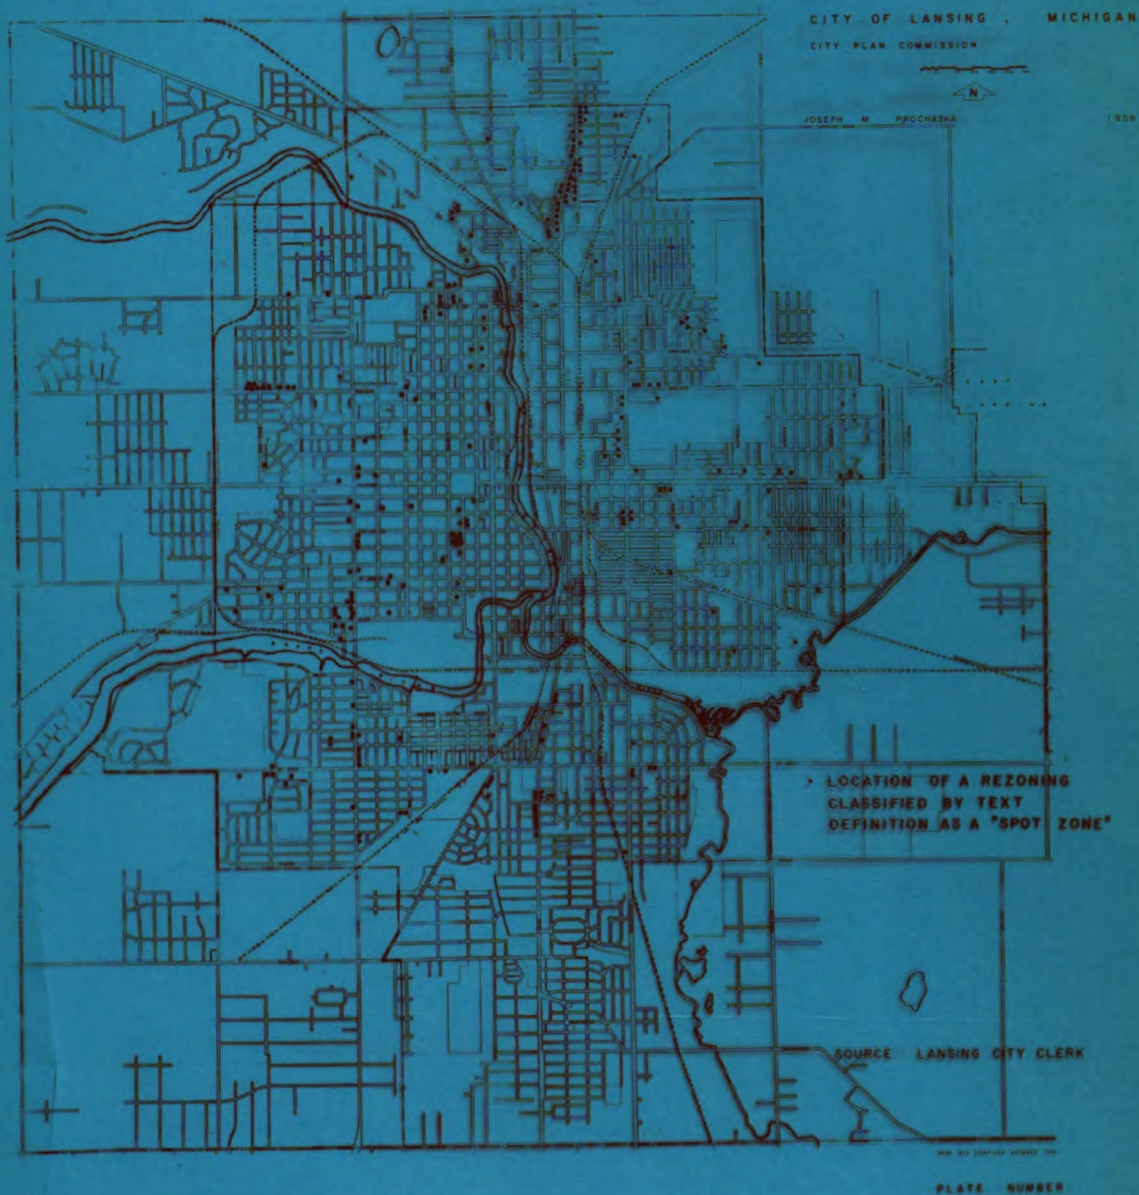 CITY OF LANSING , MICHIGAN
CITY PLAN COMMISSION
N
JOSEPH M PROCHASKA 1958
• LOCATION OF A REZONING
CLASSIFIED BY TEXT
DEFINITION AS A "SPOT ZONE"
SOURCE: LANSING CITY CLERK
PLATE NUMBER